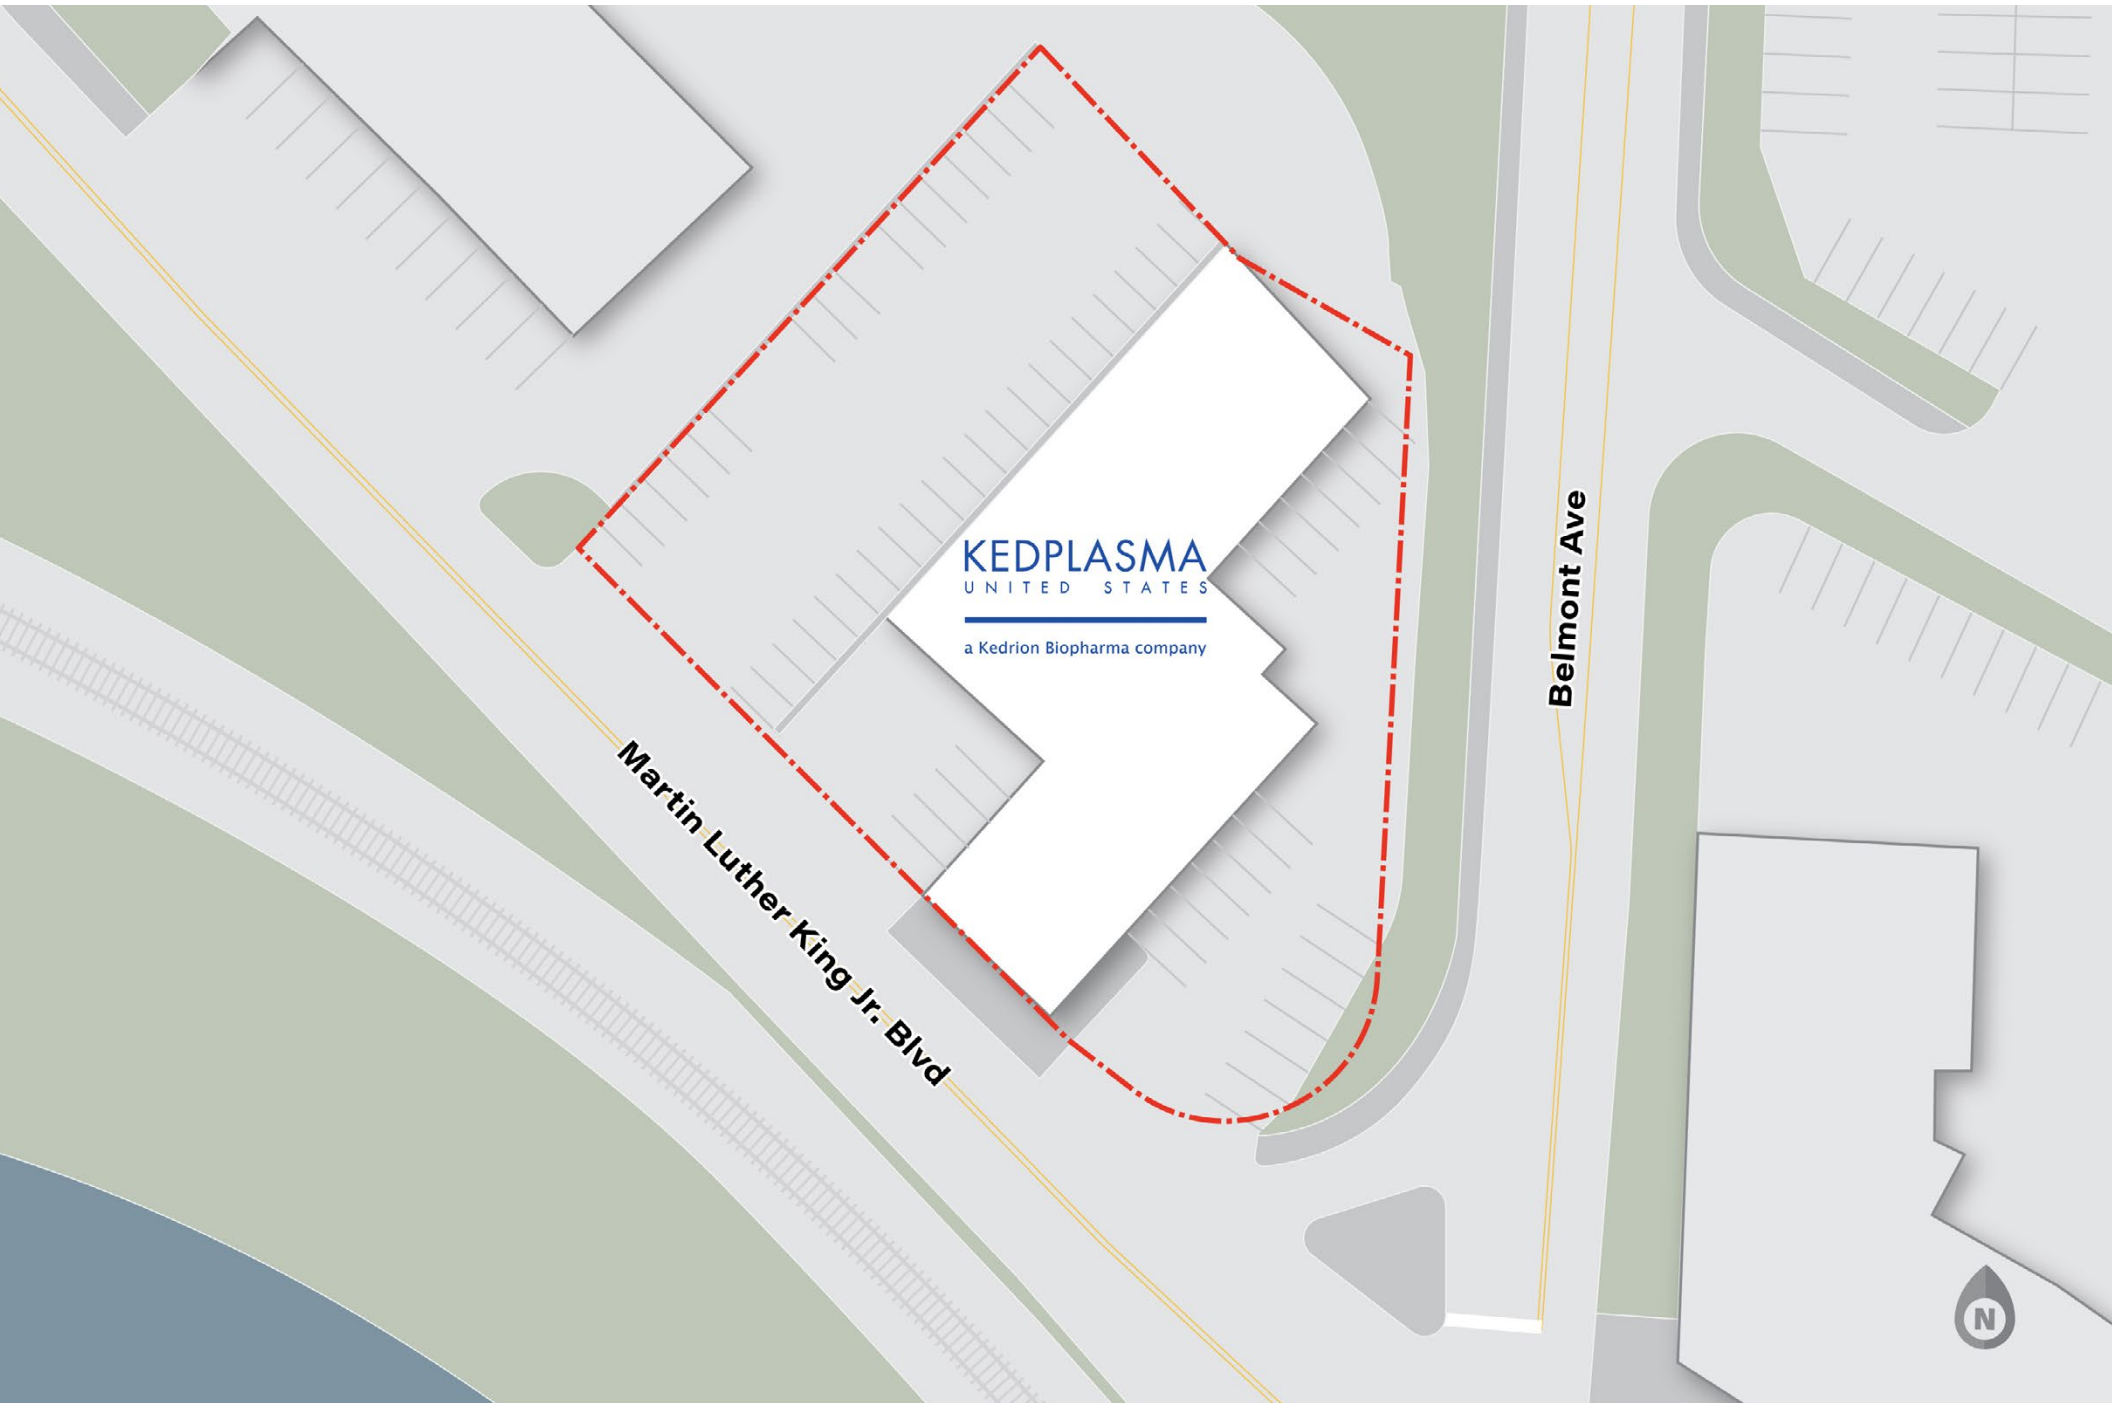 KEDPLASMA
UNITED STATES
a Kedrion Biopharma company
Belmont Ave
Martin Luther King Jr. Blvd
N